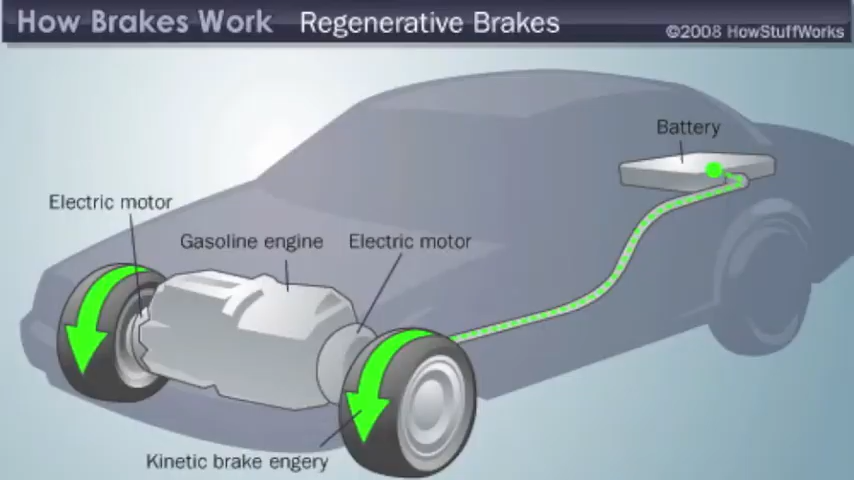 How Brakes Work Regenerative Brakes
©2008 HowStuffWorks
Battery
Electric motor
Gasoline engine
Electric motor
Kinetic brake engery